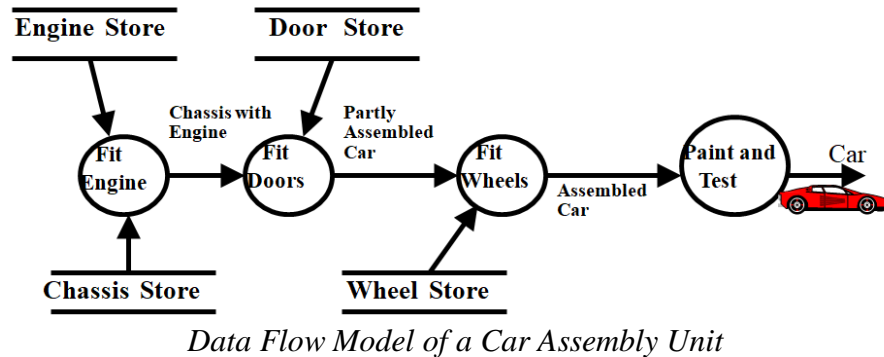 Engine Store
Door Store
Chassis with
Engine
Partly
Assembled
Car
Fit
Engine
Fit
Doors
Fit
Wheels
Assembled
Car
Paint and
Test
Car
Chassis Store
Wheel Store
Data Flow Model of a Car Assembly Unit